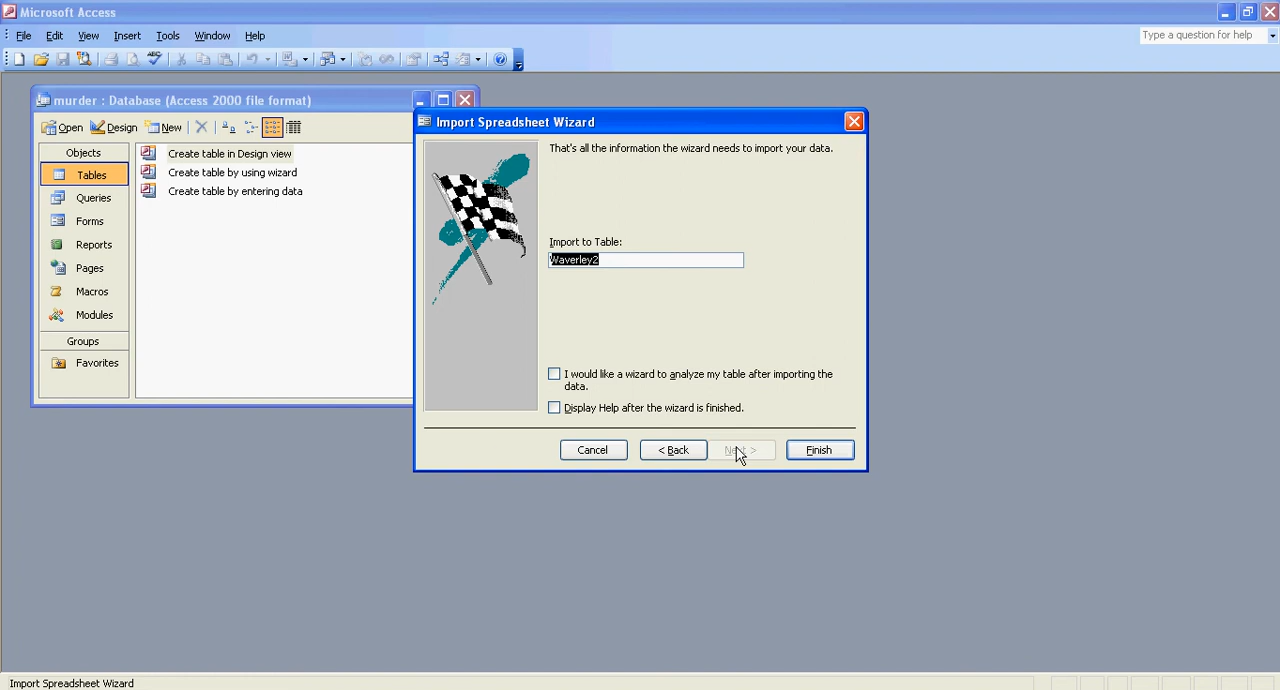 Microsoft Access
File Edit View Insert Tools Window Help
Type a question for help
murder : Database (Access 2000 file format)
Open Design New
Objects
Tables
Queries
Forms
Reports
Pages
Macros
Modules
Groups
Favorites
Create table in Design view
Create table by using wizard
Create table by entering data
Import Spreadsheet Wizard
That's all the information the wizard needs to import your data.
Import to Table:
Waverley2
I would like a wizard to analyze my table after importing the
data.
Display Help after the wizard is finished.
Cancel < Back Next > Finish
Import Spreadsheet Wizard